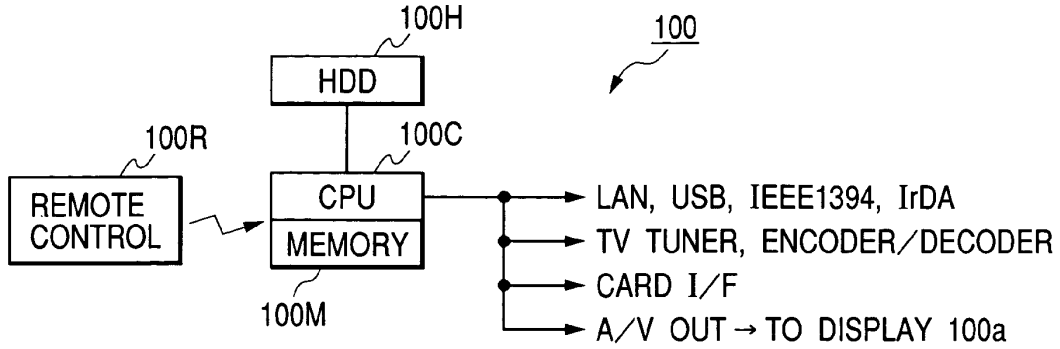 100H
100
HDD
100R
100C
REMOTE
CONTROL
CPU
MEMORY
100M
LAN, USB, IEEE1394, IrDA
TV TUNER, ENCODER/DECODER
CARD I/F
A/V OUT → TO DISPLAY 100a